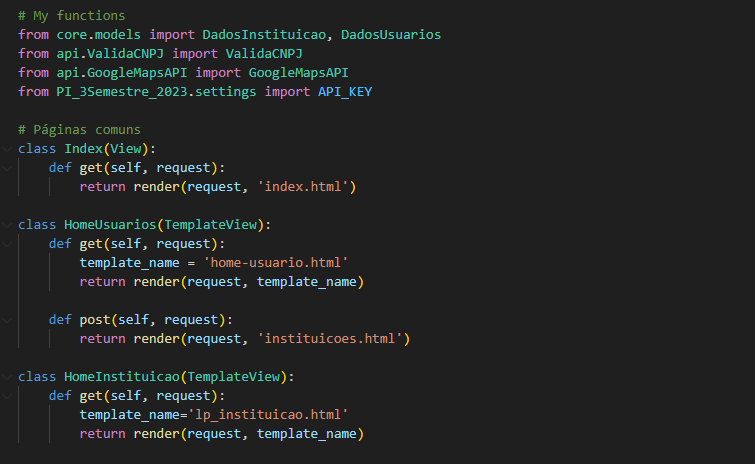 # My functions
from core.models import DadosInstituicao, DadosUsuarios
from api.ValidaCNPJ import ValidaCNPJ
from api.GoogleMapsAPI import GoogleMapsAPI
from PI_3Semestre_2023.settings import API_KEY

# Páginas comuns
class Index(View):
    def get(self, request):
        return render(request, 'index.html')

class HomeUsuarios(TemplateView):
    def get(self, request):
        template_name = 'home-usuario.html'
        return render(request, template_name)

    def post(self, request):
        return render(request, 'instituicoes.html')

class HomeInstituicao(TemplateView):
    def get(self, request):
        template_name='lp_instituicao.html'
        return render(request, template_name)